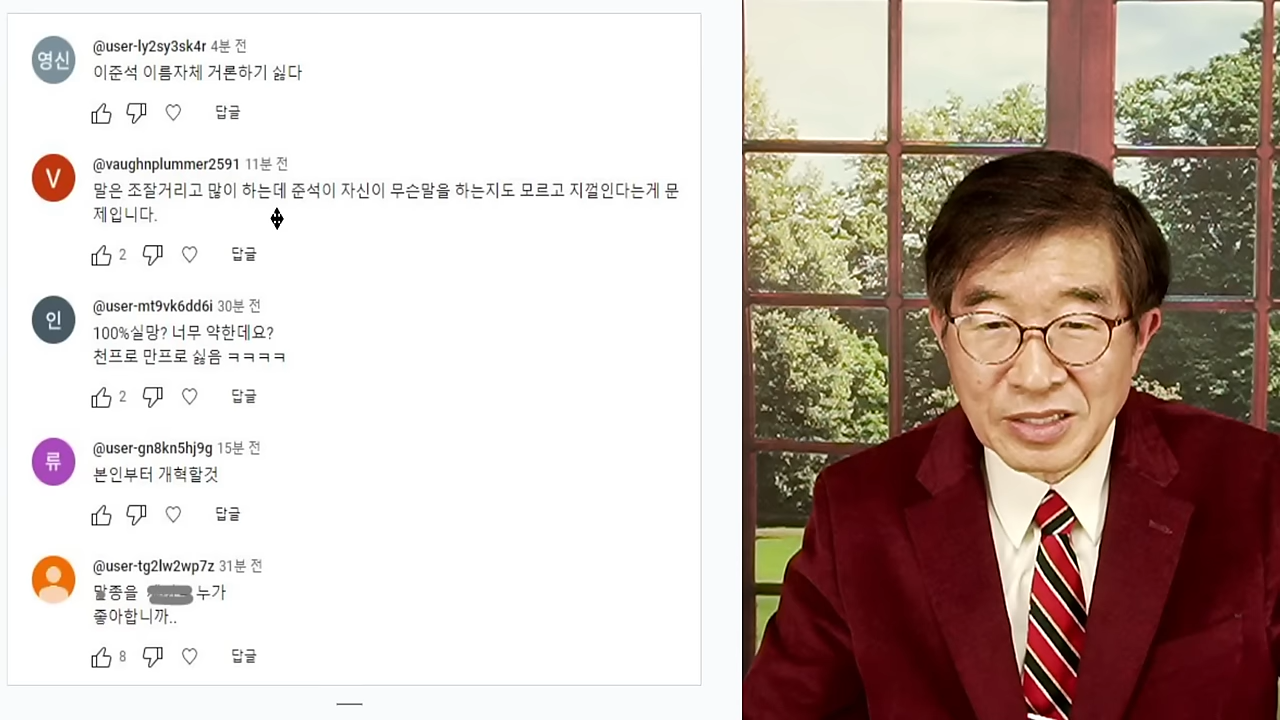 영신
@user-ly2sy3sk4r 4분 전
이준석 이름자체 거론하기 싫다
답글
V
@vaughnplummer2591 11분 전
말은 조잘거리고 많이 하는데 준석이 자신이 무슨말을 하는지도 모르고 지껄인다는게 문
제입니다.
2 답글
인
@user-mt9vk6dd6i 30분 전
100%실망? 너무 약한데요?
천프로 만프로 싫음 ㅋㅋㅋㅋ
2 답글
류
@user-gn8kn5hj9g 15분 전
본인부터 개혁할것
답글
@user-tg2lw2wp7z 31분 전
말종을 누가
좋아합니까..
8 답글